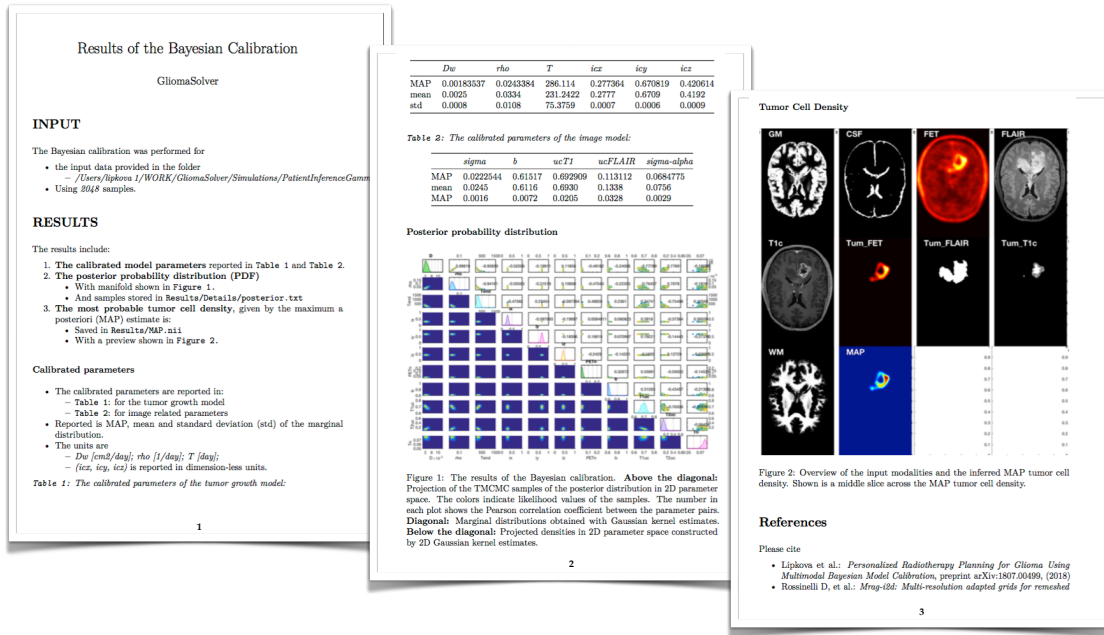 Results of the Bayesian Calibration
GliomaSolver
INPUT
The Bayesian calibration was performed for
• the input data provided in the folder
– /Users/lipkova 1/WORK/GliomaSolver/Simulations/PatientInferenceGamm
• Using 2048 samples.
RESULTS
The results include:
1. The calibrated model parameters reported in Table 1 and Table 2.
2. The posterior probability distribution (PDF)
• With manifold shown in Figure 1.
• And samples stored in Results/Details/posterior.txt
3. The most probable tumor cell density, given by the maximum a
posteriori (MAP) estimate is:
• Saved in Results/MAP.nii
• With a preview shown in Figure 2.
Calibrated parameters
• The calibrated parameters are reported in:
– Table 1: for the tumor growth model
– Table 2: for image related parameters
• Reported is MAP, mean and standard deviation (std) of the marginal
distribution.
• The units are
– Dw [cm2/day]; rho [1/day]; T [day];
– (icx, icy, icz) is reported in dimension-less units.
Table 1: The calibrated parameters of the tumor growth model:
1
Dw rho T icx icy icz
MAP 0.00183537 0.0243384 286.114 0.277364 0.670819 0.420614
mean 0.0025 0.0334 231.2422 0.2777 0.6709 0.4192
std 0.0008 0.0108 75.3759 0.0007 0.0006 0.0009
Table 2: The calibrated parameters of the image model:
sigma b ucT1 ucFLAIR sigma-alpha
MAP 0.0222544 0.61517 0.692909 0.113112 0.0684775
mean 0.0245 0.6116 0.6930 0.1338 0.0756
MAP 0.0016 0.0072 0.0205 0.0328 0.0029
Posterior probability distribution
Figure 1: The results of the Bayesian calibration. Above the diagonal:
Projection of the TMCMC samples of the posterior distribution in 2D parameter
space. The colors indicate likelihood values of the samples. The number in
each plot shows the Pearson correlation coefficient between the parameter pairs.
Diagonal: Marginal distributions obtained with Gaussian kernel estimates.
Below the diagonal: Projected densities in 2D parameter space constructed
by 2D Gaussian kernel estimates.
2
Tumor Cell Density
GM CSF FET FLAIR
T1c Tum_FET Tum_FLAIR Tum_T1c
WM MAP
Figure 2: Overview of the input modalities and the inferred MAP tumor cell
density. Shown is a middle slice across the MAP tumor cell density.
References
Please cite
• Lipkova et al.: Personalized Radiotherapy Planning for Glioma Using
Multimodal Bayesian Model Calibration, preprint arXiv:1807.00499, (2018)
• Rossinelli D, et al.: Mrag-i2d: Multi-resolution adapted grids for remeshed
3